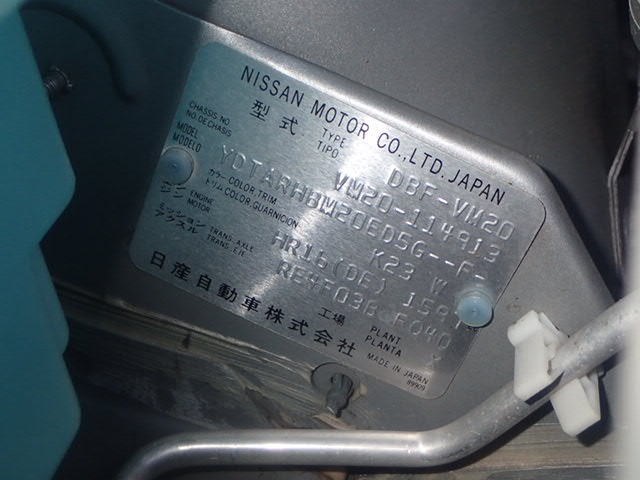 NISSAN MOTOR CO.,LTD.JAPAN
型式 TYPE TIPO DBF-VM20
CHASSIS NO. NO.DE CHASIS VM20-114913
MODEL MODELO YDTARHBM20ED5G--F-
カラー COLOR,TRIM K23 W
トリム COLOR,GUARNICION
エンジン ENGINE MOTOR HR16(DE) 1597
ミッション アクスル TRANS.AXLE TRANS.EJE RE4F03B FQ40
工場 PLANT PLANTA
日産自動車株式会社 MADE IN JAPAN
89909